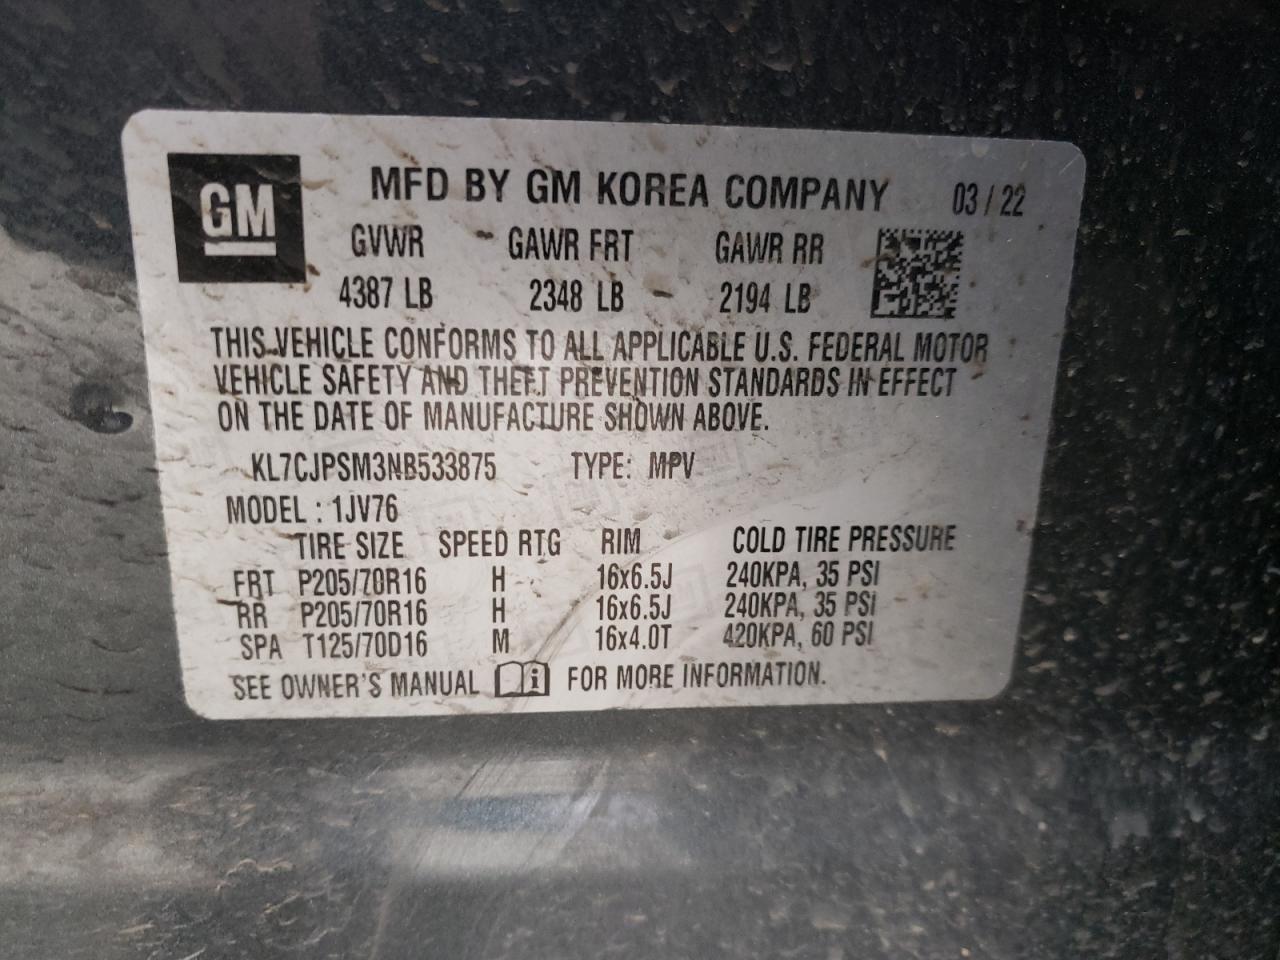 GM MFD BY GM KOREA COMPANY 03 / 22
GVWR GAWR FRT GAWR RR
4387 LB 2348 LB 2194 LB
THIS VEHICLE CONFORMS TO ALL APPLICABLE U.S. FEDERAL MOTOR
VEHICLE SAFETY AND THEFT PREVENTION STANDARDS IN EFFECT
ON THE DATE OF MANUFACTURE SHOWN ABOVE.
KL7CJPSM3NB533875 TYPE: MPV
MODEL : 1JV76
TIRE SIZE SPEED RTG RIM COLD TIRE PRESSURE
FRT P205/70R16 H 16x6.5J 240KPA, 35 PSI
RR P205/70R16 H 16x6.5J 240KPA, 35 PSI
SPA T125/70D16 M 16x4.0T 420KPA, 60 PSI
SEE OWNER'S MANUAL i FOR MORE INFORMATION.